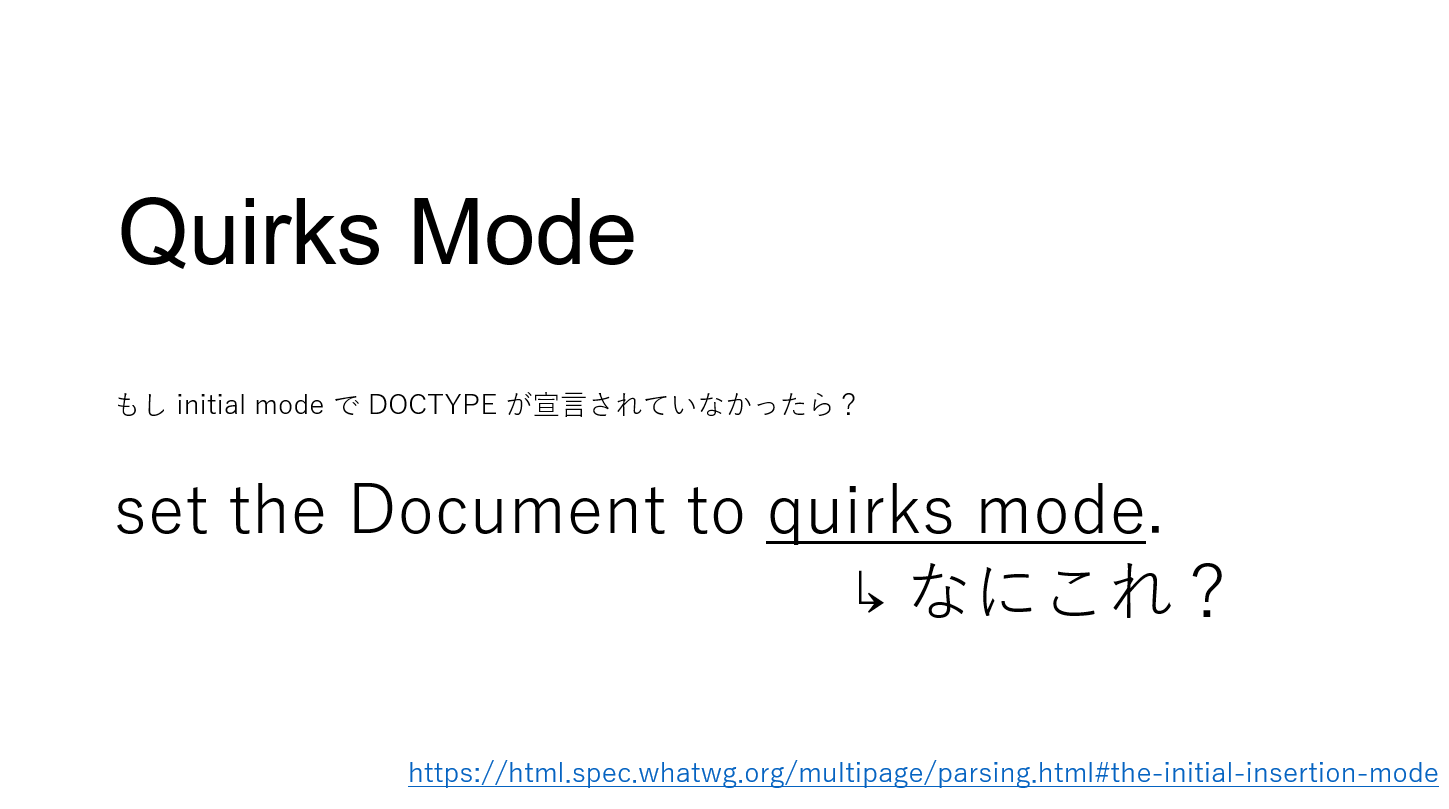 Quirks Mode
もし initial mode で DOCTYPE が宣言されていなかったら？
set the Document to quirks mode.
↳ なにこれ？
https://html.spec.whatwg.org/multipage/parsing.html#the-initial-insertion-mode